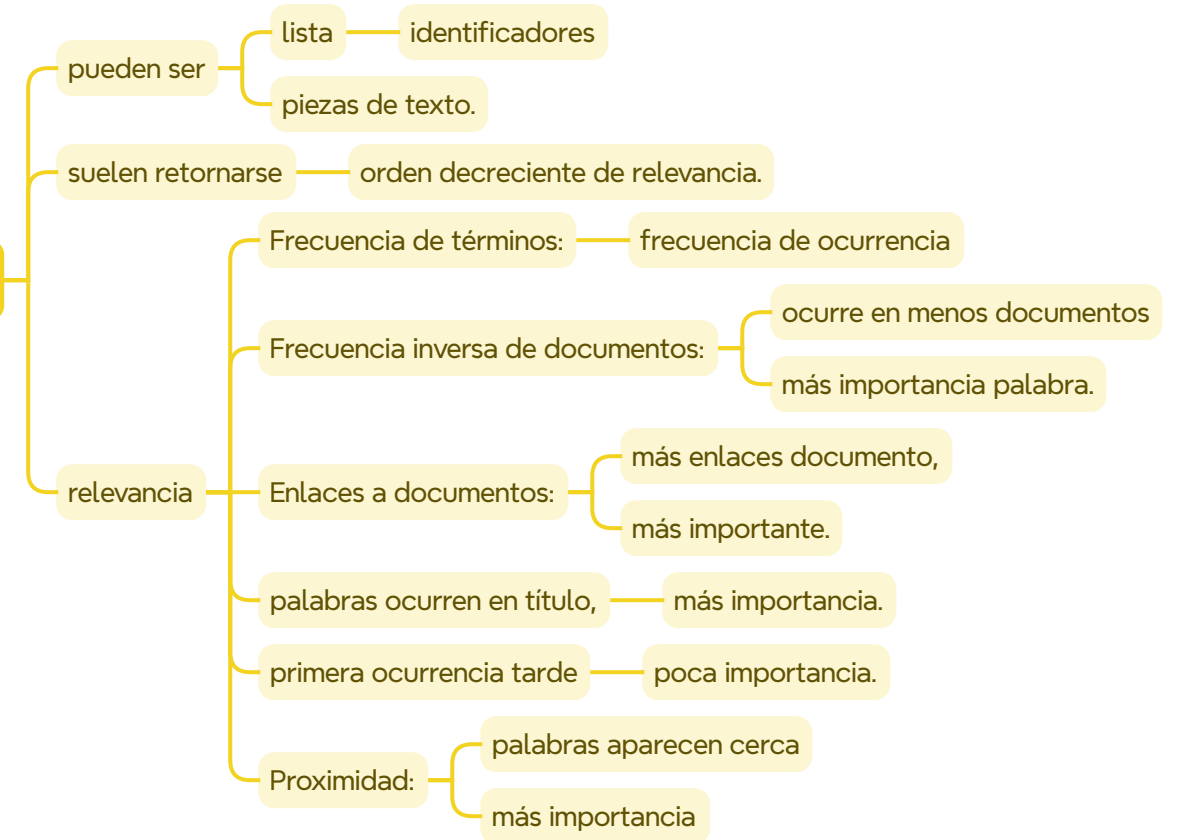 pueden ser
lista
identificadores
piezas de texto.
suelen retornarse
orden decreciente de relevancia.
relevancia
Frecuencia de términos:
frecuencia de ocurrencia
Frecuencia inversa de documentos:
ocurre en menos documentos
más importancia palabra.
Enlaces a documentos:
más enlaces documento,
más importante.
palabras ocurren en título,
más importancia.
primera ocurrencia tarde
poca importancia.
Proximidad:
palabras aparecen cerca
más importancia